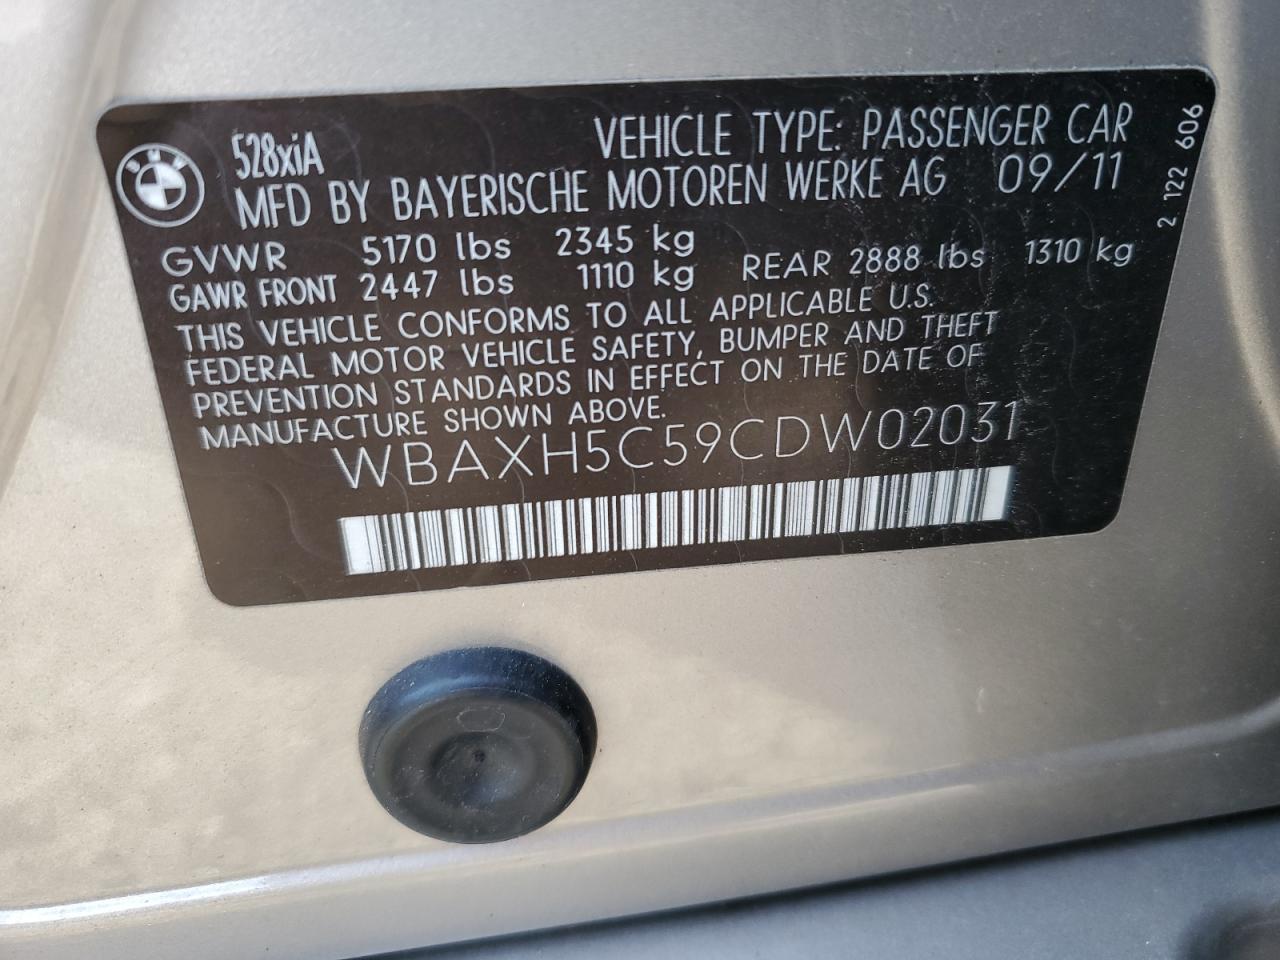 528xiA
VEHICLE TYPE: PASSENGER CAR
MFD BY BAYERISCHE MOTOREN WERKE AG 09/11
GVWR 5170 lbs 2345 kg
GAWR FRONT 2447 lbs 1110 kg REAR 2888 lbs 1310 kg
THIS VEHICLE CONFORMS TO ALL APPLICABLE U.S.
FEDERAL MOTOR VEHICLE SAFETY, BUMPER AND THEFT
PREVENTION STANDARDS IN EFFECT ON THE DATE OF
MANUFACTURE SHOWN ABOVE.
WBAXH5C59CDW02031
2 122 606
BMW